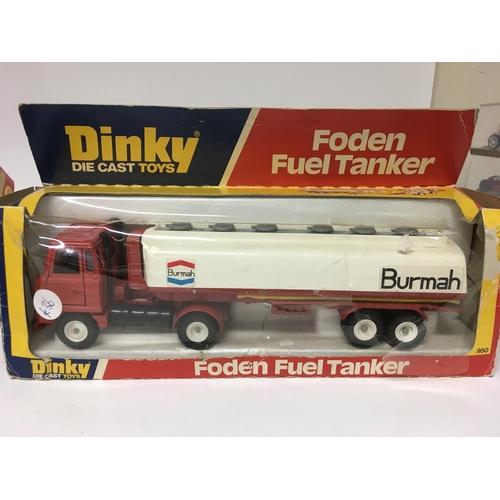 Dinky®
DIE CAST TOYS
Foden
Fuel Tanker
Burmah
Burmah
Dinky
DIE CAST TOYS
Foden Fuel Tanker
950